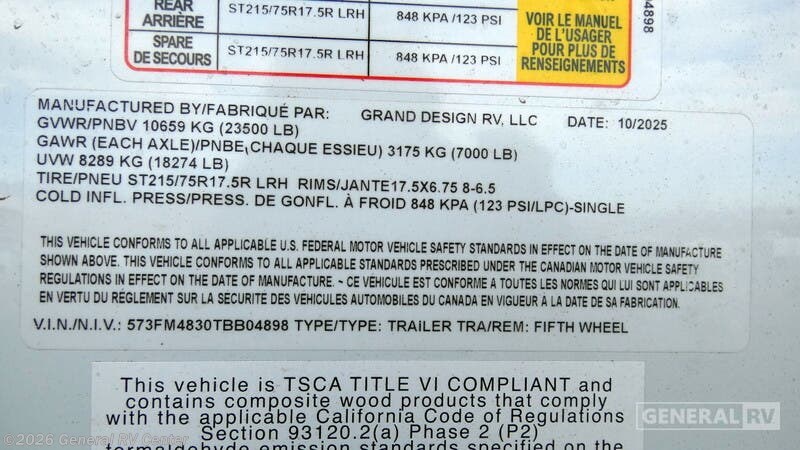 REAR
ARRIÈRE
ST215/75R17.5R LRH
848 KPA /123 PSI
SPARE
DE SECOURS
ST215/75R17.5R LRH
848 KPA /123 PSI
VOIR LE MANUEL
DE L'USAGER
POUR PLUS DE
RENSEIGNEMENTS
04898
MANUFACTURED BY/FABRIQUÉ PAR: GRAND DESIGN RV, LLC DATE: 10/2025
GVWR/PNBV 10659 KG (23500 LB)
GAWR (EACH AXLE)/PNBE (CHAQUE ESSIEU) 3175 KG (7000 LB)
UVW 8289 KG (18274 LB)
TIRE/PNEU ST215/75R17.5R LRH RIMS/JANTE17.5X6.75 8-6.5
COLD INFL. PRESS/PRESS. DE GONFL. À FROID 848 KPA (123 PSI/LPC)-SINGLE
THIS VEHICLE CONFORMS TO ALL APPLICABLE U.S. FEDERAL MOTOR VEHICLE SAFETY STANDARDS IN EFFECT ON THE DATE OF MANUFACTURE
SHOWN ABOVE. THIS VEHICLE CONFORMS TO ALL APPLICABLE STANDARDS PRESCRIBED UNDER THE CANADIAN MOTOR VEHICLE SAFETY
REGULATIONS IN EFFECT ON THE DATE OF MANUFACTURE. ~ CE VÉHICULE EST CONFORME A TOUTES LES NORMES QUI LUI SONT APPLICABLES
EN VERTU DU RÉGLEMENT SUR LA SECURITÉ DES VÉHICULES AUTOMOBILES DU CANADA EN VIGUEUR À LA DATE DE SA FABRICATION.
V.I.N./N.I.V.: 573FM4830TBB04898 TYPE/TYPE: TRAILER TRA/REM: FIFTH WHEEL
This vehicle is TSCA TITLE VI COMPLIANT and
contains composite wood products that comply
with the applicable California Code of Regulations
Section 93120.2(a) Phase 2 (P2)
formaldehyde emission standards specified on the
GENERAL RV
©2026 General RV Center